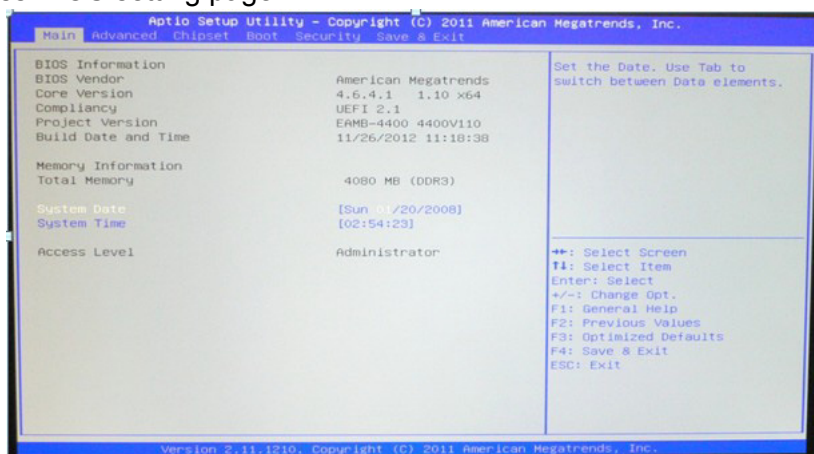 Aptio Setup Utility - Copyright (C) 2011 American Megatrends, Inc.
Main Advanced Chipset Boot Security Save & Exit
BIOS Information
BIOS Vendor American Megatrends
Core Version 4.6.4.1 1.10 x64
Compliancy UEFI 2.1
Project Version EAMB-4400 4400V110
Build Date and Time 11/26/2012 11:18:38
Memory Information
Total Memory 4080 MB (DDR3)
System Date [Sun 01/20/2008]
System Time [02:54:23]
Access Level Administrator
Set the Date. Use Tab to
switch between Data elements.
→←: Select Screen
↑↓: Select Item
Enter: Select
+/-: Change Opt.
F1: General Help
F2: Previous Values
F3: Optimized Defaults
F4: Save & Exit
ESC: Exit
Version 2.11.1210. Copyright (C) 2011 American Megatrends, Inc.